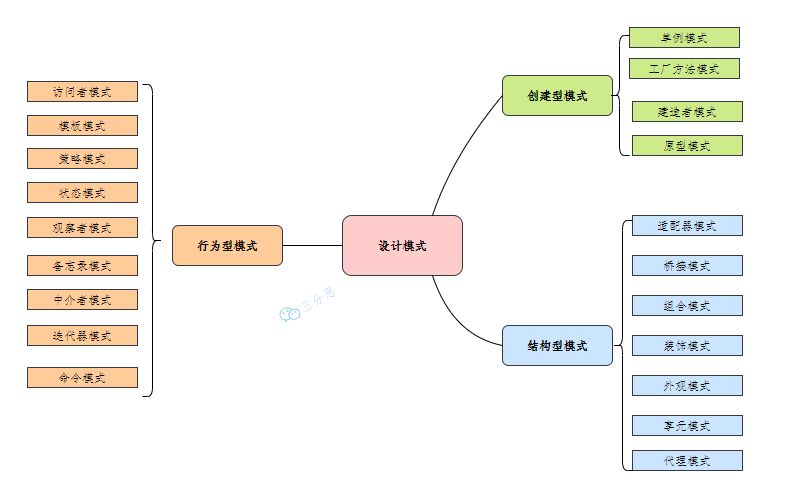 设计模式
创建型模式
单例模式
工厂方法模式
建造者模式
原型模式
结构型模式
适配器模式
桥接模式
组合模式
装饰模式
外观模式
享元模式
代理模式
行为型模式
访问者模式
模板模式
策略模式
状态模式
观察者模式
备忘录模式
中介者模式
迭代器模式
命令模式
三分恶